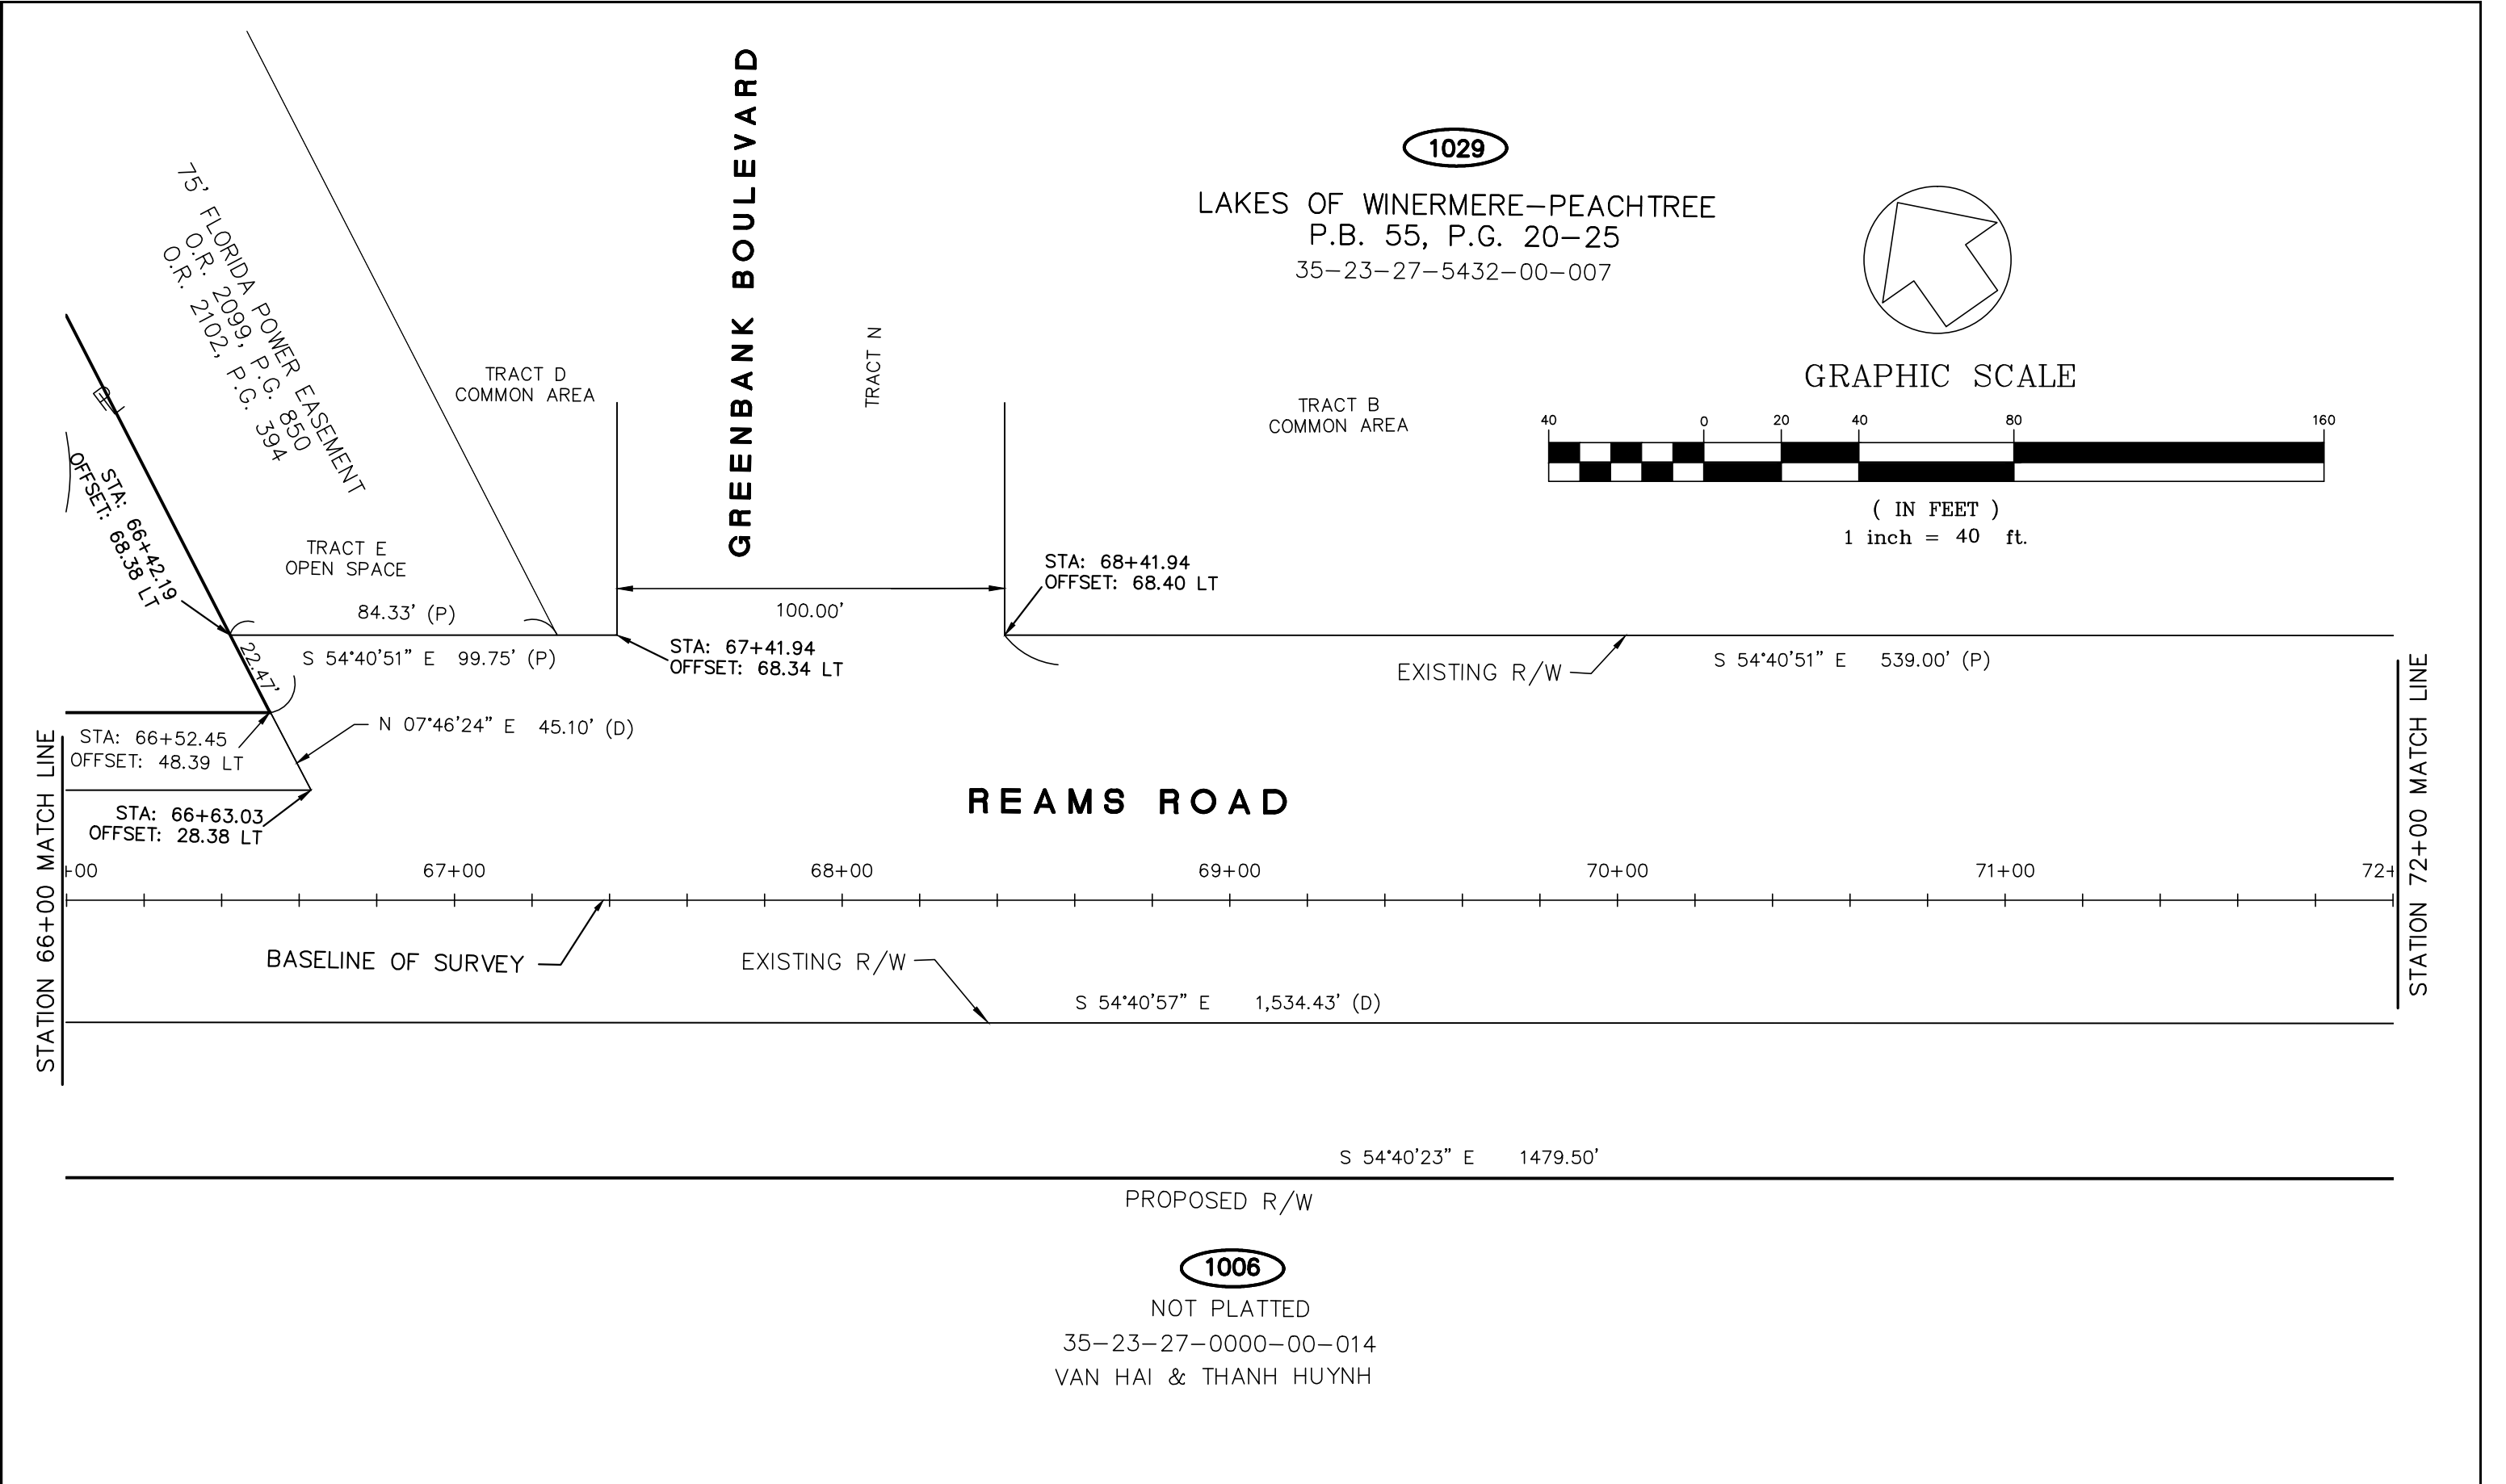 GREENBANK BOULEVARD
1029
LAKES OF WINERMERE-PEACHTREE
P.B. 55, P.G. 20-25
35-23-27-5432-00-007
75' FLORIDA POWER EASEMENT
O.R. 2099, P.G. 850
O.R. 2102, P.G. 394
TRACT D
COMMON AREA
TRACT N
TRACT B
COMMON AREA
GRAPHIC SCALE
40 0 20 40 80 160
( IN FEET )
1 inch = 40 ft.
STA: 66+42.19
OFFSET: 68.38 LT
TRACT E
OPEN SPACE
84.33' (P)
S 54°40'51" E 99.75' (P)
22.47'
100.00'
STA: 68+41.94
OFFSET: 68.40 LT
STA: 67+41.94
OFFSET: 68.34 LT
EXISTING R/W
S 54°40'51" E 539.00' (P)
N 07°46'24" E 45.10' (D)
STA: 66+52.45
OFFSET: 48.39 LT
STA: 66+63.03
OFFSET: 28.38 LT
REAMS ROAD
STATION 66+00 MATCH LINE
STATION 72+00 MATCH LINE
+00 67+00 68+00 69+00 70+00 71+00 72+
BASELINE OF SURVEY
EXISTING R/W
S 54°40'57" E 1,534.43' (D)
S 54°40'23" E 1479.50'
PROPOSED R/W
1006
NOT PLATTED
35-23-27-0000-00-014
VAN HAI & THANH HUYNH